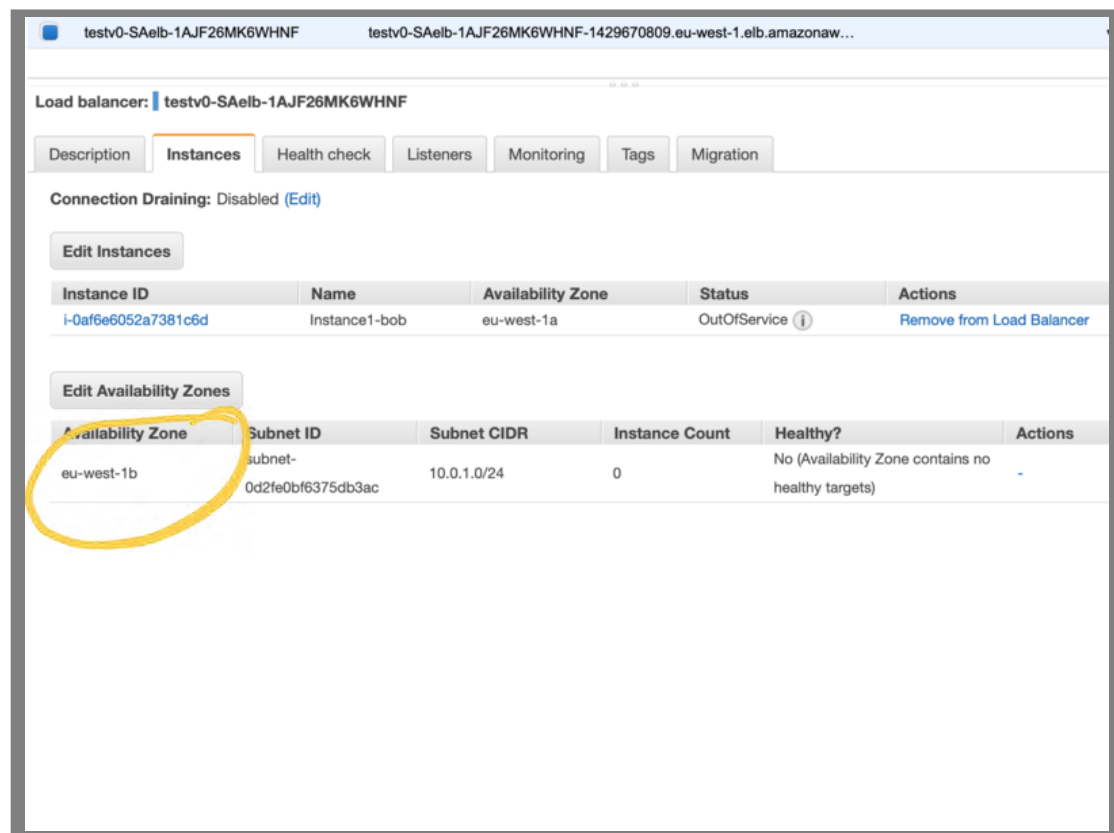 testv0-SAelb-1AJF26MK6WHNF testv0-SAelb-1AJF26MK6WHNF-1429670809.eu-west-1.elb.amazonaw...
Load balancer: testv0-SAelb-1AJF26MK6WHNF
Description Instances Health check Listeners Monitoring Tags Migration
Connection Draining: Disabled (Edit)
Edit Instances
Instance ID Name Availability Zone Status Actions
i-0af6e6052a7381c6d Instance1-bob eu-west-1a OutOfService i Remove from Load Balancer
Edit Availability Zones
Availability Zone Subnet ID Subnet CIDR Instance Count Healthy? Actions
eu-west-1b subnet- 10.0.1.0/24 0 No (Availability Zone contains no -
0d2fe0bf6375db3ac healthy targets)